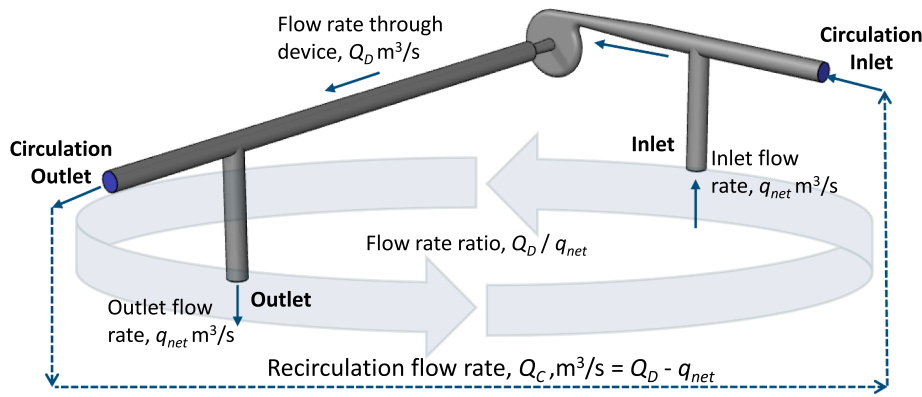 Flow rate through
device, Q_D m³/s
Circulation
Inlet
Circulation
Outlet
Inlet
Inlet flow
rate, q_net m³/s
Flow rate ratio, Q_D / q_net
Outlet
Outlet flow
rate, q_net m³/s
Recirculation flow rate, Q_C ,m³/s = Q_D - q_net